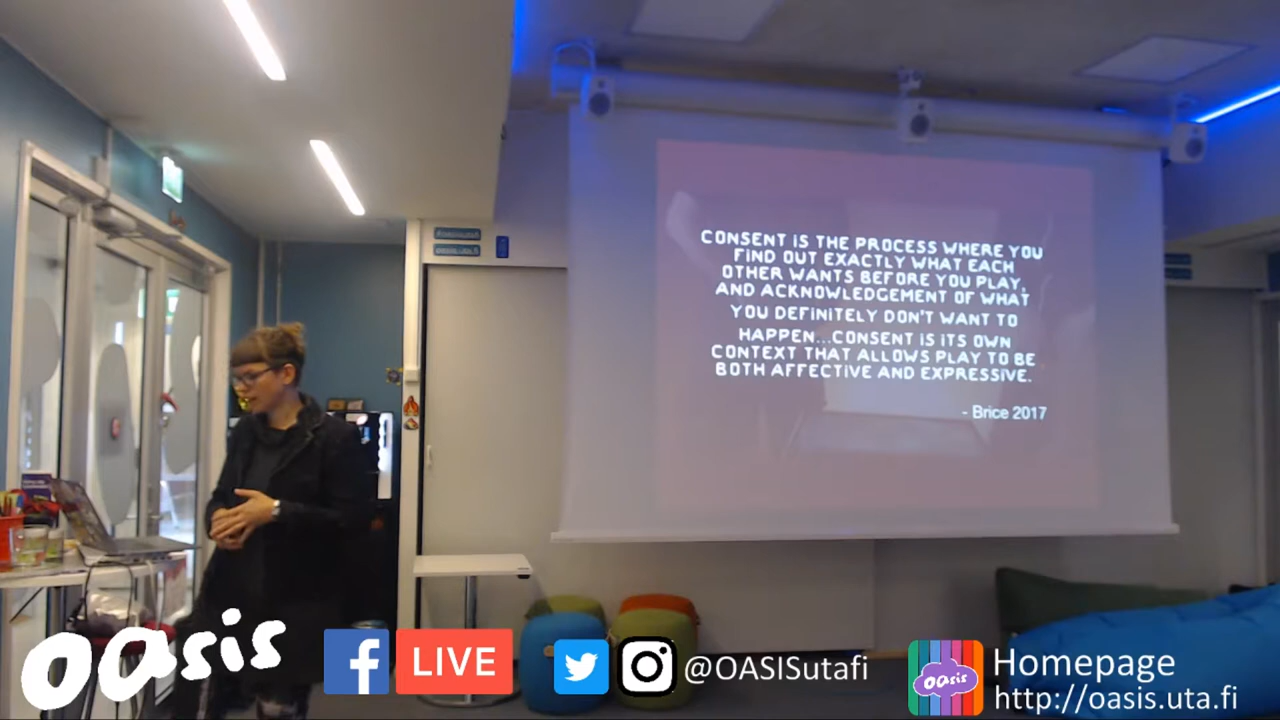 CONSENT IS THE PROCESS WHERE YOU
FIND OUT EXACTLY WHAT EACH
OTHER WANTS BEFORE YOU PLAY,
AND ACKNOWLEDGEMENT OF WHAT
YOU DEFINITELY DON'T WANT TO
HAPPEN...CONSENT IS ITS OWN
CONTEXT THAT ALLOWS PLAY TO BE
BOTH AFFECTIVE AND EXPRESSIVE.
- Brice 2017
oasis
f
LIVE
@OASISutafi
oasis
Homepage
http://oasis.uta.fi